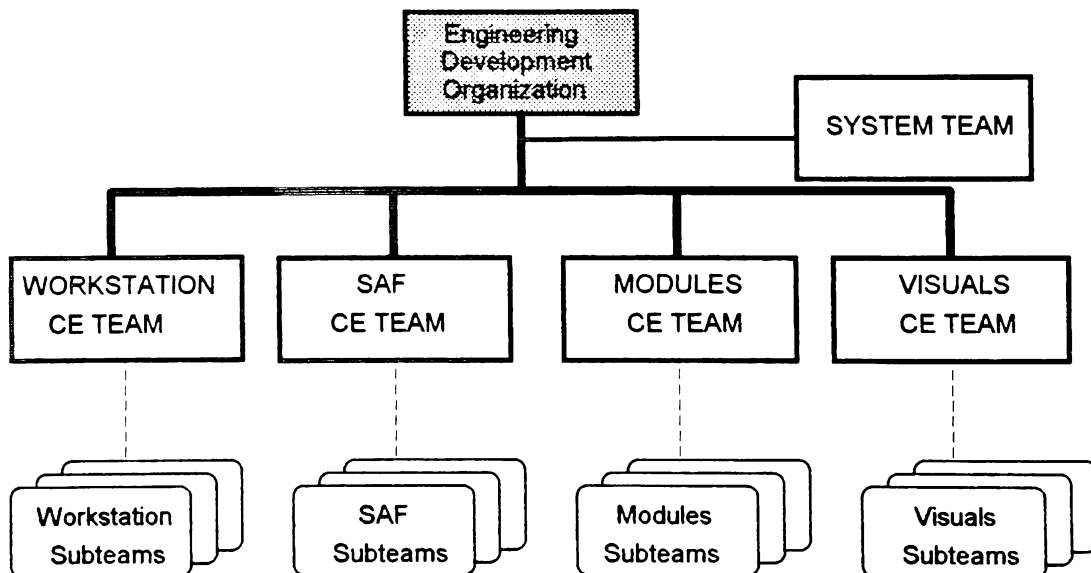 Engineering
Development
Organization
SYSTEM TEAM
WORKSTATION
CE TEAM
SAF
CE TEAM
MODULES
CE TEAM
VISUALS
CE TEAM
Workstation
Subteams
SAF
Subteams
Modules
Subteams
Visuals
Subteams